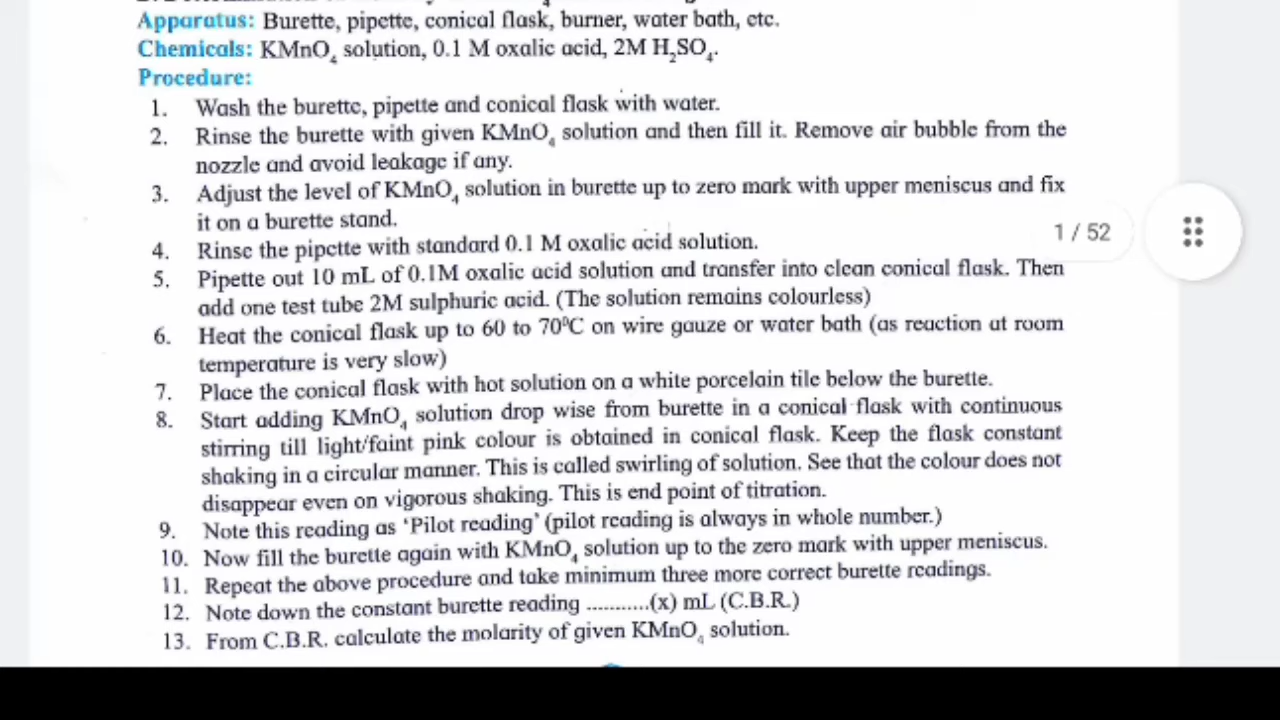 Apparatus: Burette, pipette, conical flask, burner, water bath, etc.
Chemicals: KMnO₄ solution, 0.1 M oxalic acid, 2M H₂SO₄.
Procedure:
1. Wash the burette, pipette and conical flask with water.
2. Rinse the burette with given KMnO₄ solution and then fill it. Remove air bubble from the
nozzle and avoid leakage if any.
3. Adjust the level of KMnO₄ solution in burette up to zero mark with upper meniscus and fix
it on a burette stand.
1 / 52
4. Rinse the pipette with standard 0.1 M oxalic acid solution.
5. Pipette out 10 mL of 0.1M oxalic acid solution and transfer into clean conical flask. Then
add one test tube 2M sulphuric acid. (The solution remains colourless)
6. Heat the conical flask up to 60 to 70⁰C on wire gauze or water bath (as reaction at room
temperature is very slow)
7. Place the conical flask with hot solution on a white porcelain tile below the burette.
8. Start adding KMnO₄ solution drop wise from burette in a conical flask with continuous
stirring till light/faint pink colour is obtained in conical flask. Keep the flask constant
shaking in a circular manner. This is called swirling of solution. See that the colour does not
disappear even on vigorous shaking. This is end point of titration.
9. Note this reading as ‘Pilot reading’ (pilot reading is always in whole number.)
10. Now fill the burette again with KMnO₄ solution up to the zero mark with upper meniscus.
11. Repeat the above procedure and take minimum three more correct burette readings.
12. Note down the constant burette reading ...........(x) mL (C.B.R.)
13. From C.B.R. calculate the molarity of given KMnO₄ solution.